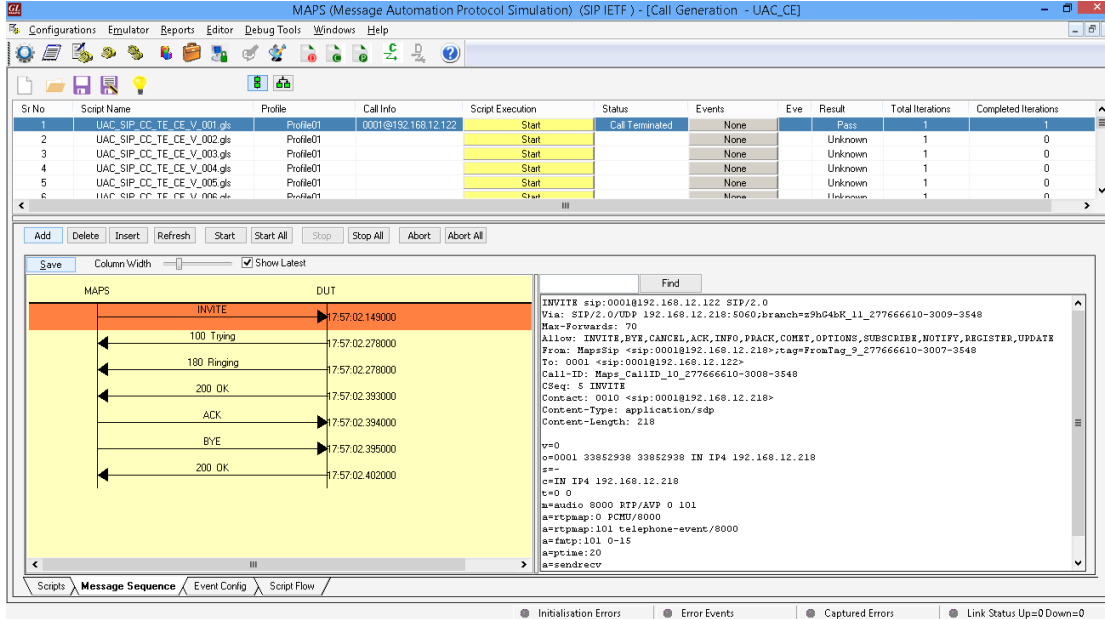 GL
MAPS (Message Automation Protocol Simulation) (SIP IETF ) - [Call Generation - UAC_CE]
Configurations Emulator Reports Editor Debug Tools Windows Help
Sr No Script Name Profile Call Info Script Execution Status Events Eve Result Total Iterations Completed Iterations
1 UAC_SIP_CC_TE_CE_V_001.gls Profile01 0001@192.168.12.122 Start Call Terminated None Pass 1 1
2 UAC_SIP_CC_TE_CE_V_002.gls Profile01 Start None Unknown 1 0
3 UAC_SIP_CC_TE_CE_V_003.gls Profile01 Start None Unknown 1 0
4 UAC_SIP_CC_TE_CE_V_004.gls Profile01 Start None Unknown 1 0
5 UAC_SIP_CC_TE_CE_V_005.gls Profile01 Start None Unknown 1 0
6 UAC_SIP_CC_TE_CE_V_006.gls Profile01 Start None Unknown 1 0
Add Delete Insert Refresh Start Start All Stop Stop All Abort Abort All
Save Column Width Show Latest
MAPS DUT
INVITE
17:57:02.149000
100 Trying
17:57:02.278000
180 Ringing
17:57:02.278000
200 OK
17:57:02.393000
ACK
17:57:02.394000
BYE
17:57:02.395000
200 OK
17:57:02.402000
Find
INVITE sip:0001@192.168.12.122 SIP/2.0
Via: SIP/2.0/UDP 192.168.12.218:5060;branch=z9hG4bK_11_277666610-3009-3548
Max-Forwards: 70
Allow: INVITE,BYE,CANCEL,ACK,INFO,PRACK,COMET,OPTIONS,SUBSCRIBE,NOTIFY,REGISTER,UPDATE
From: MapsSip <sip:0001@192.168.12.218>;tag=FromTag_9_277666610-3007-3548
To: 0001 <sip:0001@192.168.12.122>
Call-ID: Maps_CallID_10_277666610-3008-3548
CSeq: 5 INVITE
Contact: 0010 <sip:0001@192.168.12.218>
Content-Type: application/sdp
Content-Length: 218
v=0
o=0001 33852938 33852938 IN IP4 192.168.12.218
s=-
c=IN IP4 192.168.12.218
t=0 0
m=audio 8000 RTP/AVP 0 101
a=rtpmap:0 PCMU/8000
a=rtpmap:101 telephone-event/8000
a=fmtp:101 0-15
a=ptime:20
a=sendrecv
Scripts Message Sequence Event Config Script Flow
Initialisation Errors Error Events Captured Errors Link Status Up=0 Down=0